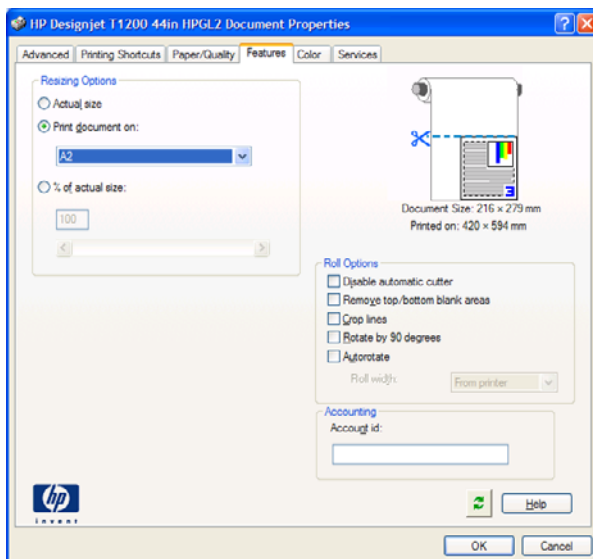 HP Designjet T1200 44in HPGL2 Document Properties
Advanced Printing Shortcuts Paper/Quality Features Color Services
Resizing Options
Actual size
Print document on:
A2
% of actual size:
100
3
Document Size: 216 × 279 mm
Printed on: 420 × 594 mm
Roll Options
Disable automatic cutter
Remove top/bottom blank areas
Crop lines
Rotate by 90 degrees
Autorotate
Roll width: From printer
Accounting
Account id:
hp
invent
Help
OK Cancel